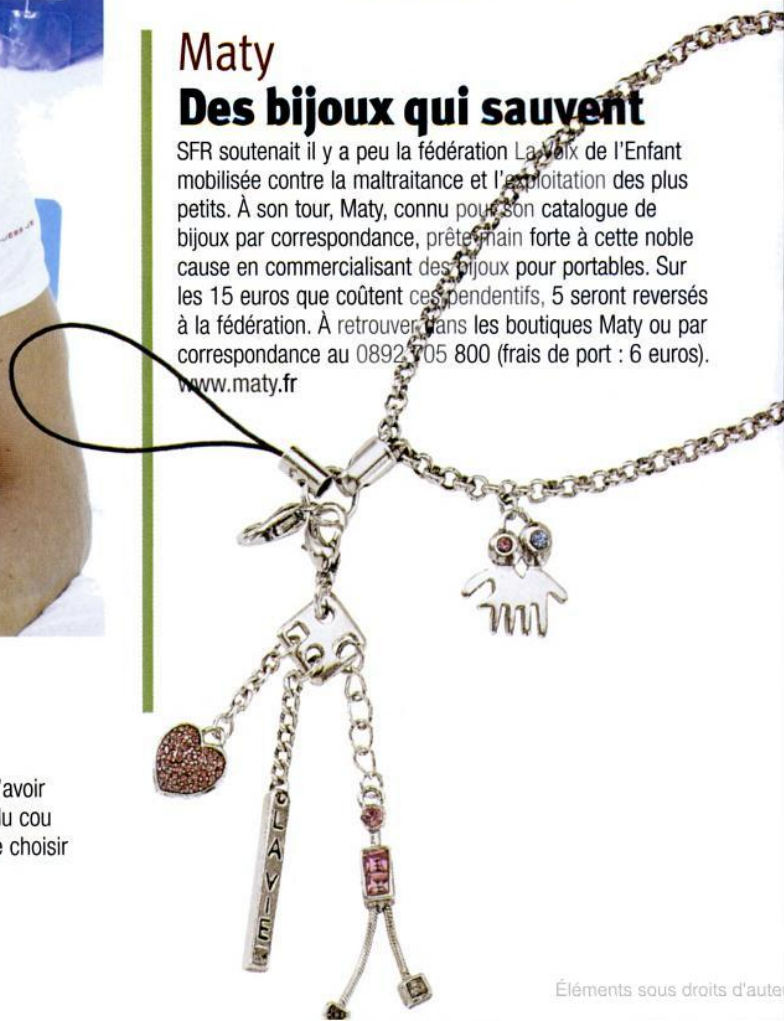 Maty
Des bijoux qui sauvent
SFR soutenait il y a peu la fédération La Voix de l'Enfant
mobilisée contre la maltraitance et l'exploitation des plus
petits. À son tour, Maty, connu pour son catalogue de
bijoux par correspondance, prête main forte à cette noble
cause en commercialisant des bijoux pour portables. Sur
les 15 euros que coûtent ces pendentifs, 5 seront reversés
à la fédération. À retrouver dans les boutiques Maty ou par
correspondance au 0892 705 800 (frais de port : 6 euros).
www.maty.fr
LA VIE
'avoir
du cou
e choisir
Éléments sous droits d'aute